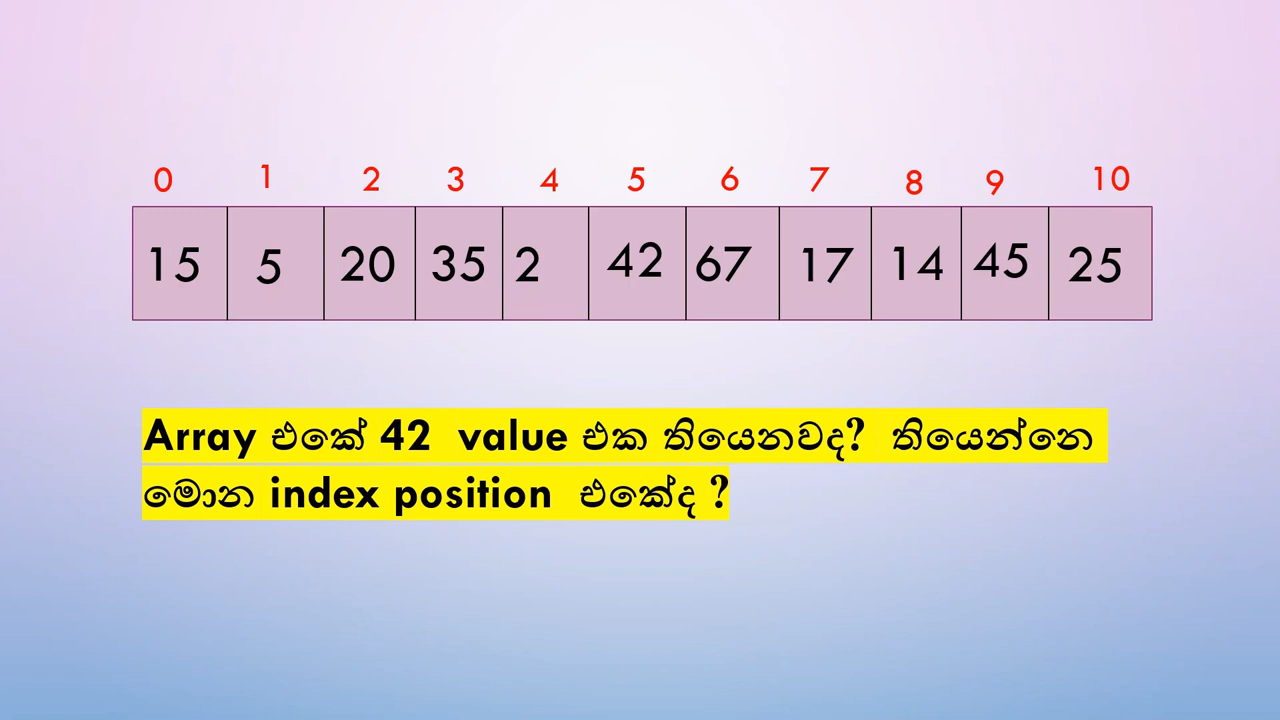 0 1 2 3 4 5 6 7 8 9 10
15 5 20 35 2 42 67 17 14 45 25
Array එකේ 42 value එක තියෙනවද? තියෙන්නෙ
මොන index position එකේද ?